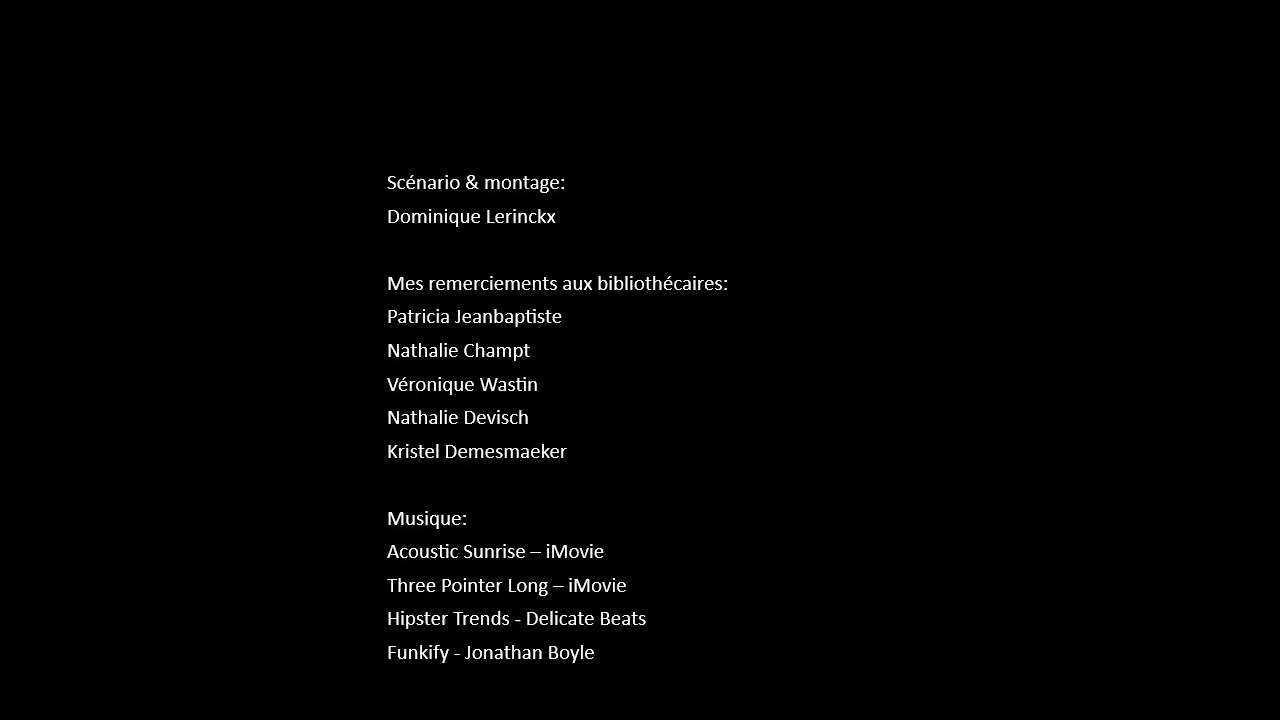 Scénario & montage:
Dominique Lerinckx
Mes remerciements aux bibliothécaires:
Patricia Jeanbaptiste
Nathalie Champt
Véronique Wastin
Nathalie Devisch
Kristel Demesmaeker
Musique:
Acoustic Sunrise – iMovie
Three Pointer Long – iMovie
Hipster Trends - Delicate Beats
Funkify - Jonathan Boyle